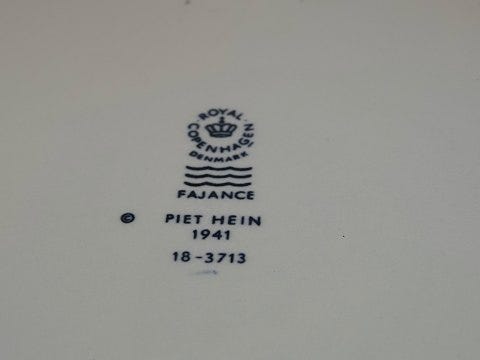 ROYAL
COPENHAGEN
DENMARK
FAJANCE
© PIET HEIN
1941
18-3713